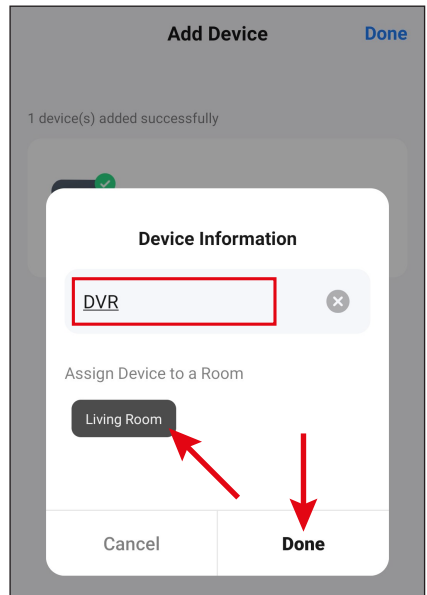 Add Device Done
1 device(s) added successfully
Device Information
DVR
Assign Device to a Room
Living Room
Cancel Done